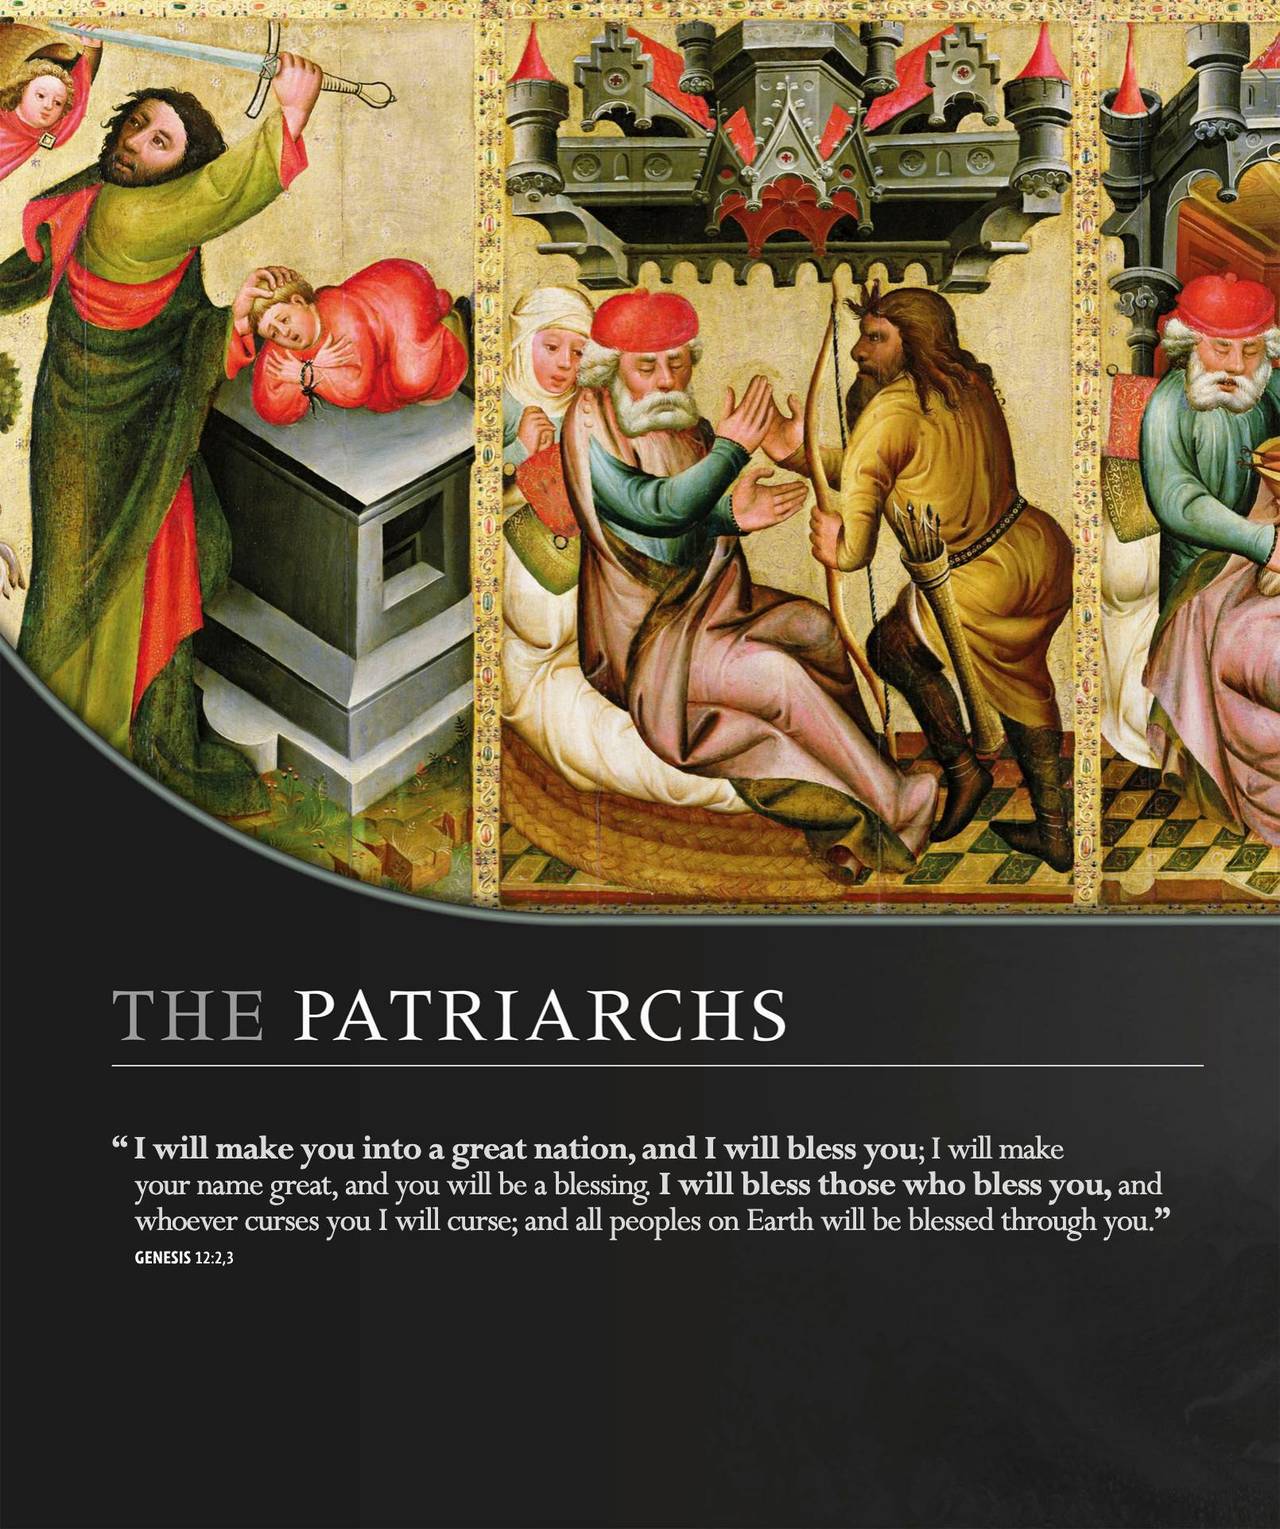 THE PATRIARCHS
“I will make you into a great nation, and I will bless you; I will make
your name great, and you will be a blessing. I will bless those who bless you, and
whoever curses you I will curse; and all peoples on Earth will be blessed through you.”
GENESIS 12:2,3